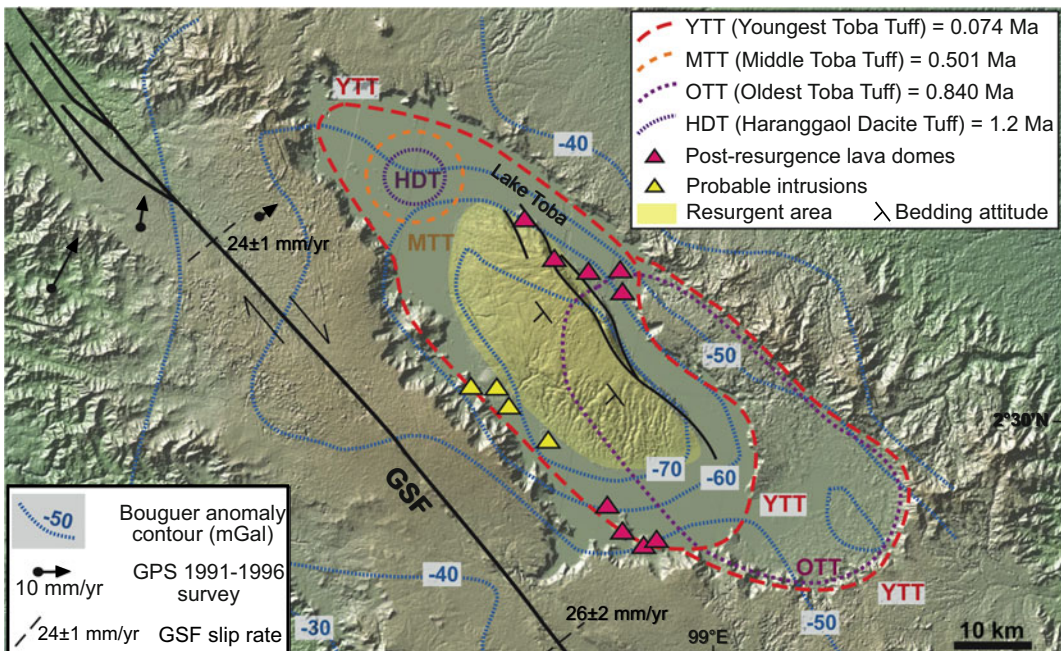 YTT (Youngest Toba Tuff) = 0.074 Ma
MTT (Middle Toba Tuff) = 0.501 Ma
OTT (Oldest Toba Tuff) = 0.840 Ma
HDT (Haranggaol Dacite Tuff) = 1.2 Ma
Post-resurgence lava domes
Probable intrusions
Resurgent area
Bedding attitude
YTT
-40
HDT
Lake Toba
MTT
24±1 mm/yr
-50
2°30'N
GSF
-70
-60
YTT
OTT
YTT
-40
-50
-30
26±2 mm/yr
99°E
10 km
-50
Bouguer anomaly
contour (mGal)
10 mm/yr
GPS 1991-1996
survey
24±1 mm/yr
GSF slip rate